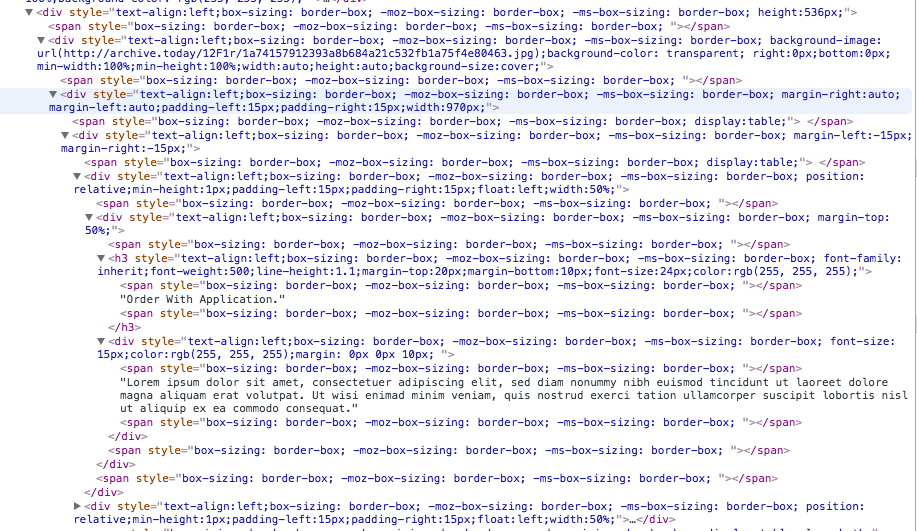 ▼<div style="text-align:left;box-sizing: border-box; -moz-box-sizing: border-box; -ms-box-sizing: border-box; height:536px;">
<span style="box-sizing: border-box; -moz-box-sizing: border-box; -ms-box-sizing: border-box; "></span>
▼<div style="text-align:left;box-sizing: border-box; -moz-box-sizing: border-box; -ms-box-sizing: border-box; background-image:
url(http://archive.today/12F1r/1a74157912393a8b684a21c532fb1a75f4e80463.jpg);background-color: transparent; right:0px;bottom:0px;
min-width:100%;min-height:100%;width:auto;height:auto;background-size:cover;">
<span style="box-sizing: border-box; -moz-box-sizing: border-box; -ms-box-sizing: border-box; "></span>
▼<div style="text-align:left;box-sizing: border-box; -moz-box-sizing: border-box; -ms-box-sizing: border-box; margin-right:auto;
margin-left:auto;padding-left:15px;padding-right:15px;width:970px;">
<span style="box-sizing: border-box; -moz-box-sizing: border-box; -ms-box-sizing: border-box; display:table;"> </span>
▼<div style="text-align:left;box-sizing: border-box; -moz-box-sizing: border-box; -ms-box-sizing: border-box; margin-left:-15px;
margin-right:-15px;">
<span style="box-sizing: border-box; -moz-box-sizing: border-box; -ms-box-sizing: border-box; display:table;"> </span>
▼<div style="text-align:left;box-sizing: border-box; -moz-box-sizing: border-box; -ms-box-sizing: border-box; position:
relative;min-height:1px;padding-left:15px;padding-right:15px;float:left;width:50%;">
<span style="box-sizing: border-box; -moz-box-sizing: border-box; -ms-box-sizing: border-box; "></span>
▼<div style="text-align:left;box-sizing: border-box; -moz-box-sizing: border-box; -ms-box-sizing: border-box; margin-top:
50%;">
<span style="box-sizing: border-box; -moz-box-sizing: border-box; -ms-box-sizing: border-box; "></span>
▼<h3 style="text-align:left;box-sizing: border-box; -moz-box-sizing: border-box; -ms-box-sizing: border-box; font-family:
inherit;font-weight:500;line-height:1.1;margin-top:20px;margin-bottom:10px;font-size:24px;color:rgb(255, 255, 255);">
<span style="box-sizing: border-box; -moz-box-sizing: border-box; -ms-box-sizing: border-box; "></span>
"Order With Application."
<span style="box-sizing: border-box; -moz-box-sizing: border-box; -ms-box-sizing: border-box; "></span>
</h3>
▼<div style="text-align:left;box-sizing: border-box; -moz-box-sizing: border-box; -ms-box-sizing: border-box; font-size:
15px;color:rgb(255, 255, 255);margin: 0px 0px 10px; ">
<span style="box-sizing: border-box; -moz-box-sizing: border-box; -ms-box-sizing: border-box; "></span>
"Lorem ipsum dolor sit amet, consectetuer adipiscing elit, sed diam nonummy nibh euismod tincidunt ut laoreet dolore
magna aliquam erat volutpat. Ut wisi enimad minim veniam, quis nostrud exerci tation ullamcorper suscipit lobortis nisl
ut aliquip ex ea commodo consequat."
<span style="box-sizing: border-box; -moz-box-sizing: border-box; -ms-box-sizing: border-box; "></span>
</div>
<span style="box-sizing: border-box; -moz-box-sizing: border-box; -ms-box-sizing: border-box; "></span>
</div>
<span style="box-sizing: border-box; -moz-box-sizing: border-box; -ms-box-sizing: border-box; "></span>
</div>
▶<div style="text-align:left;box-sizing: border-box; -moz-box-sizing: border-box; -ms-box-sizing: border-box; position:
relative;min-height:1px;padding-left:15px;padding-right:15px;float:left;width:50%;">…</div>